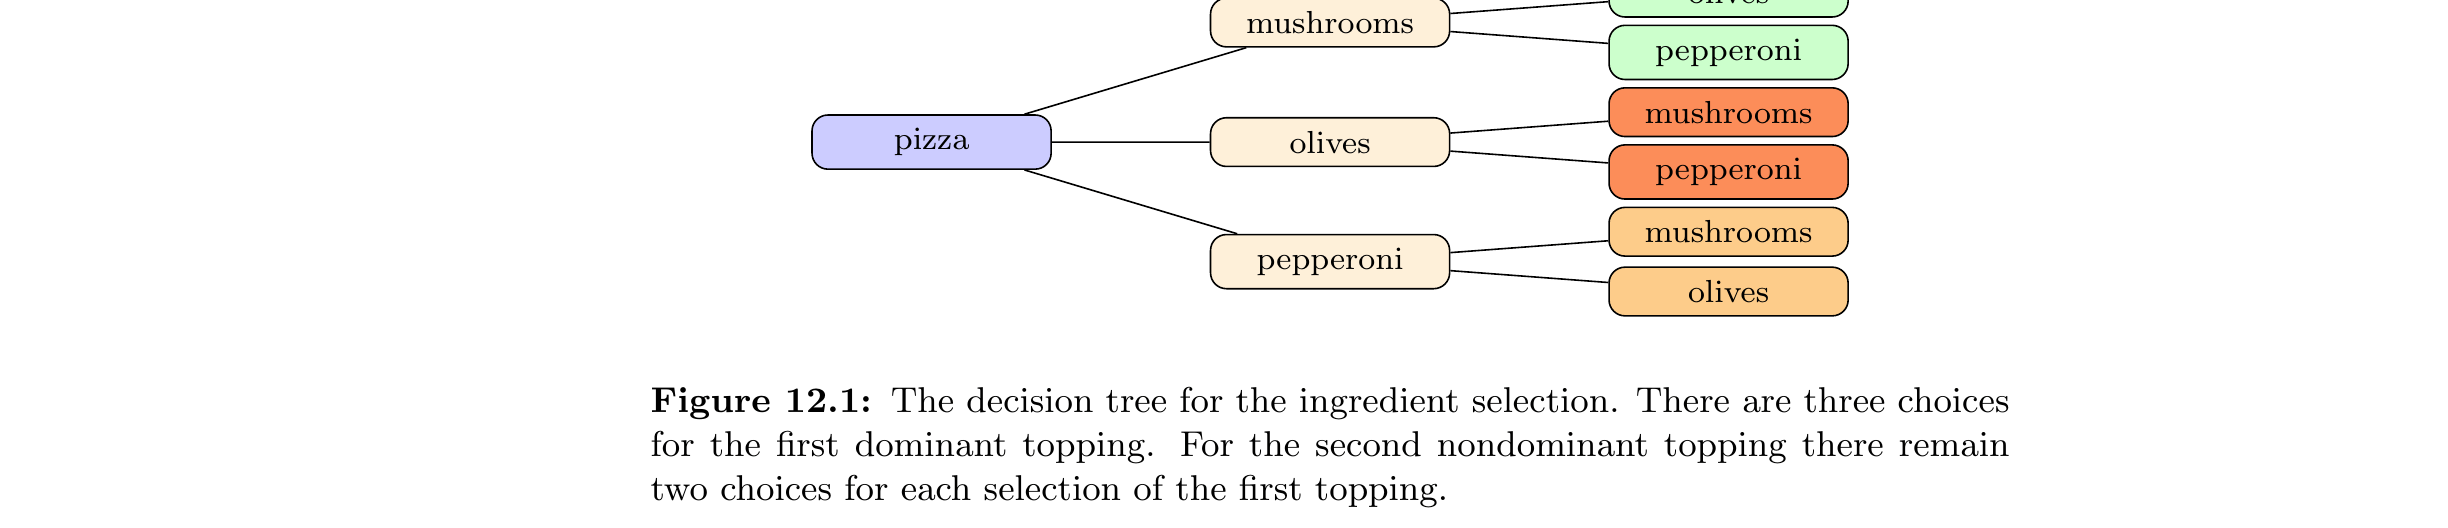 olives
mushrooms
pepperoni
mushrooms
pizza
olives
pepperoni
mushrooms
pepperoni
olives
Figure 12.1: The decision tree for the ingredient selection. There are three choices
for the first dominant topping. For the second nondominant topping there remain
two choices for each selection of the first topping.